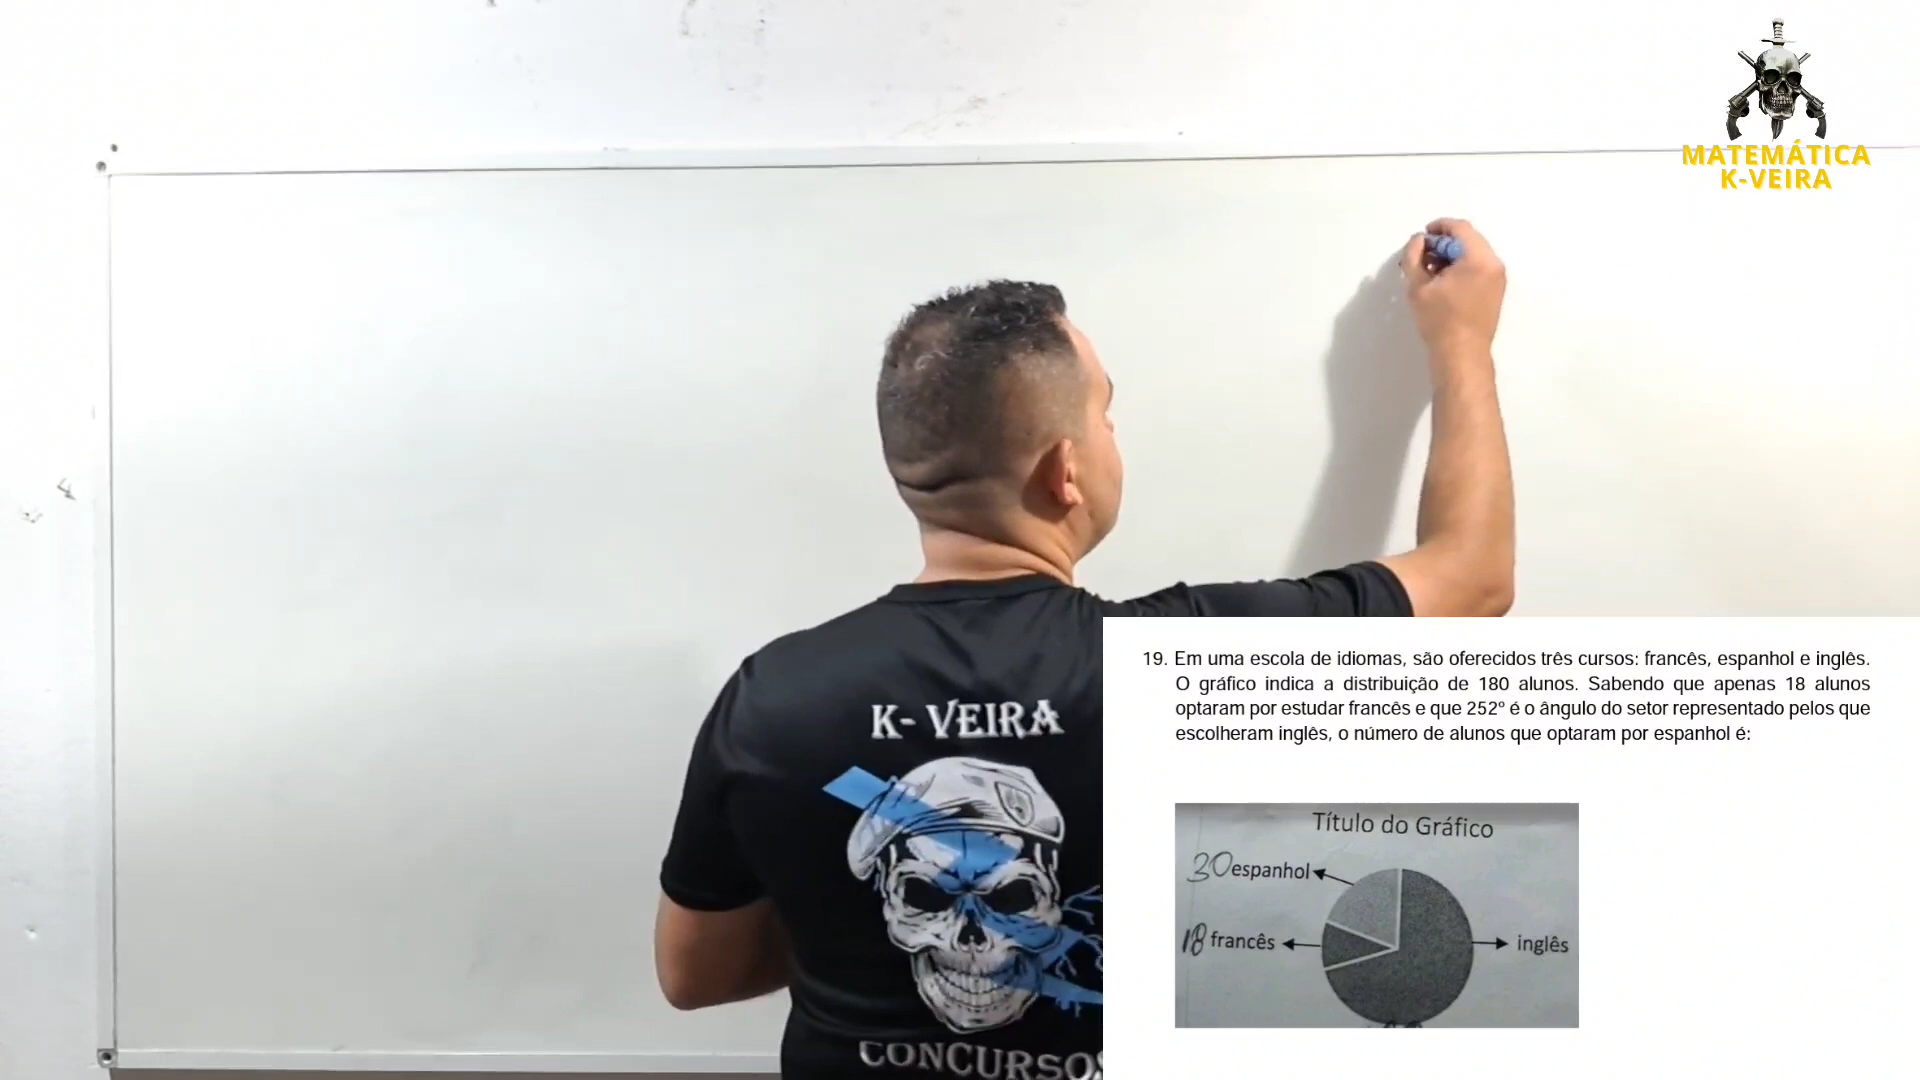 MATEMÁTICA
K-VEIRA
K- VEIRA
CONCURSOS
19. Em uma escola de idiomas, são oferecidos três cursos: francês, espanhol e inglês.
O gráfico indica a distribuição de 180 alunos. Sabendo que apenas 18 alunos
optaram por estudar francês e que 252º é o ângulo do setor representado pelos que
escolheram inglês, o número de alunos que optaram por espanhol é:
Título do Gráfico
30 espanhol
18 francês
inglês